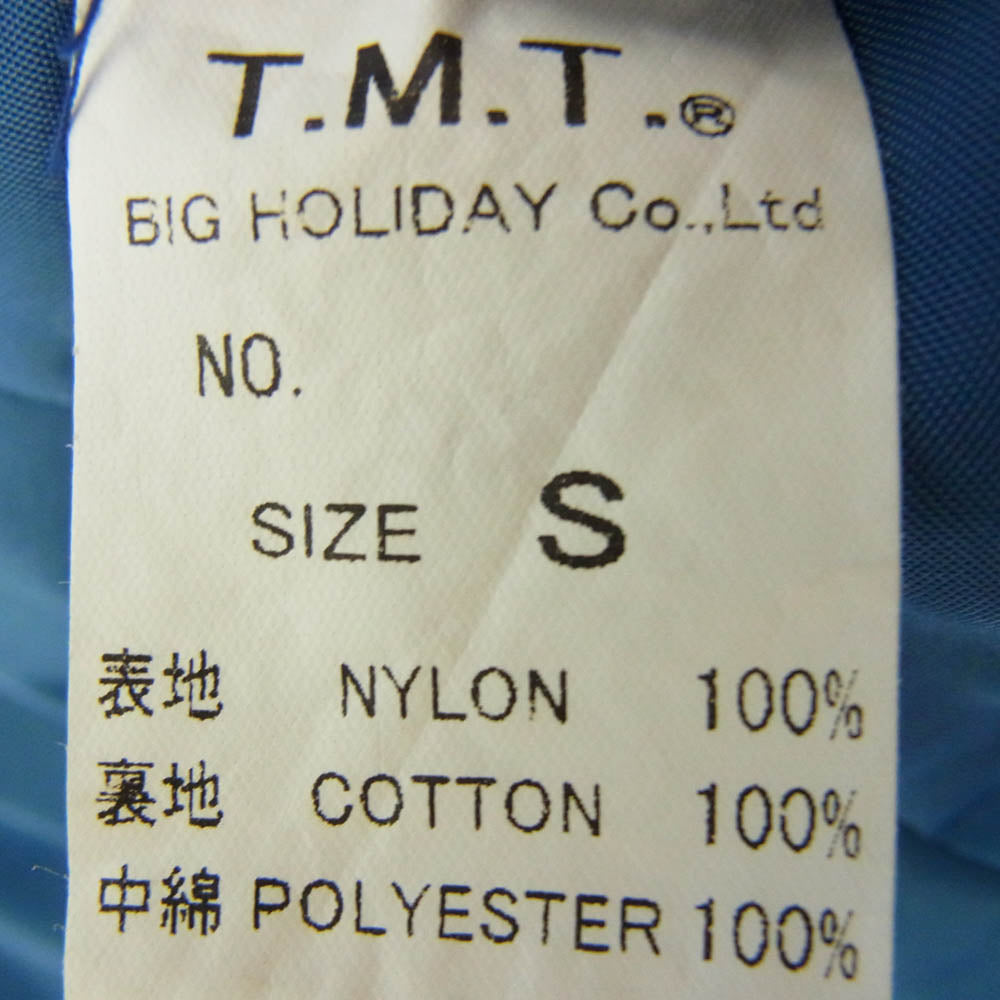 T.M.T.®
BIG HOLIDAY Co.,Ltd
NO.
SIZE S
表地 NYLON 100%
裏地 COTTON 100%
中綿 POLYESTER 100%